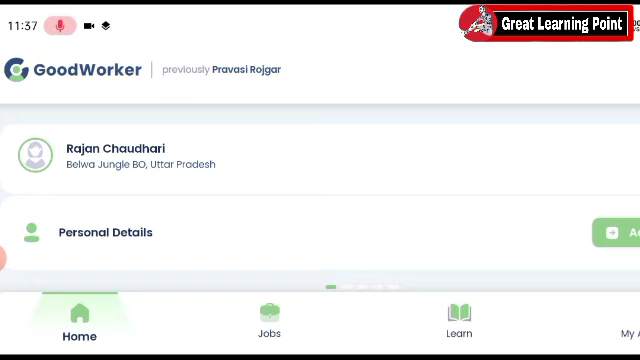 11:37
Great Learning Point
GoodWorker
previously Pravasi Rojgar
Rajan Chaudhari
Belwa Jungle BO, Uttar Pradesh
Personal Details
Home
Jobs
Learn
My